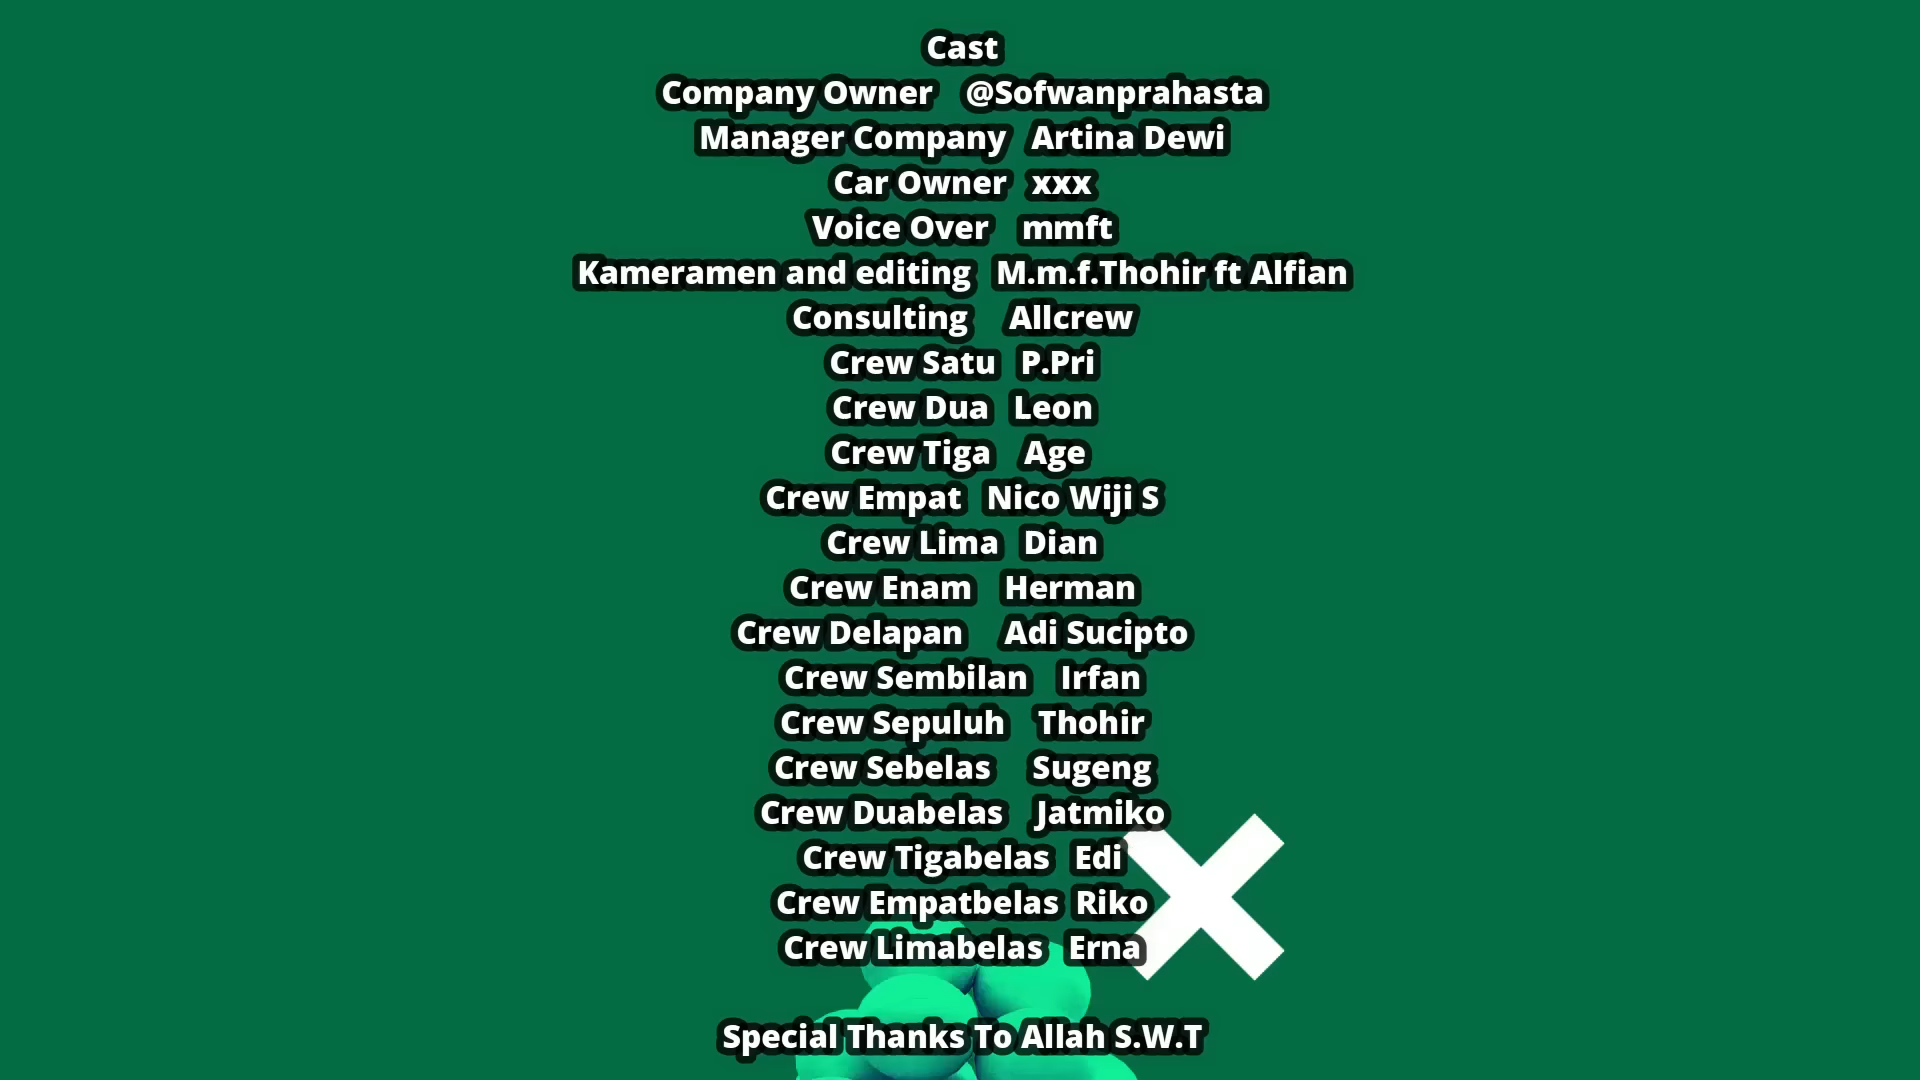 Cast
Company Owner @Sofwanprahasta
Manager Company Artina Dewi
Car Owner xxx
Voice Over mmft
Kameramen and editing M.m.f.Thohir ft Alfian
Consulting Allcrew
Crew Satu P.Pri
Crew Dua Leon
Crew Tiga Age
Crew Empat Nico Wiji S
Crew Lima Dian
Crew Enam Herman
Crew Delapan Adi Sucipto
Crew Sembilan Irfan
Crew Sepuluh Thohir
Crew Sebelas Sugeng
Crew Duabelas Jatmiko
Crew Tigabelas Edi
Crew Empatbelas Riko
Crew Limabelas Erna
Special Thanks To Allah S.W.T